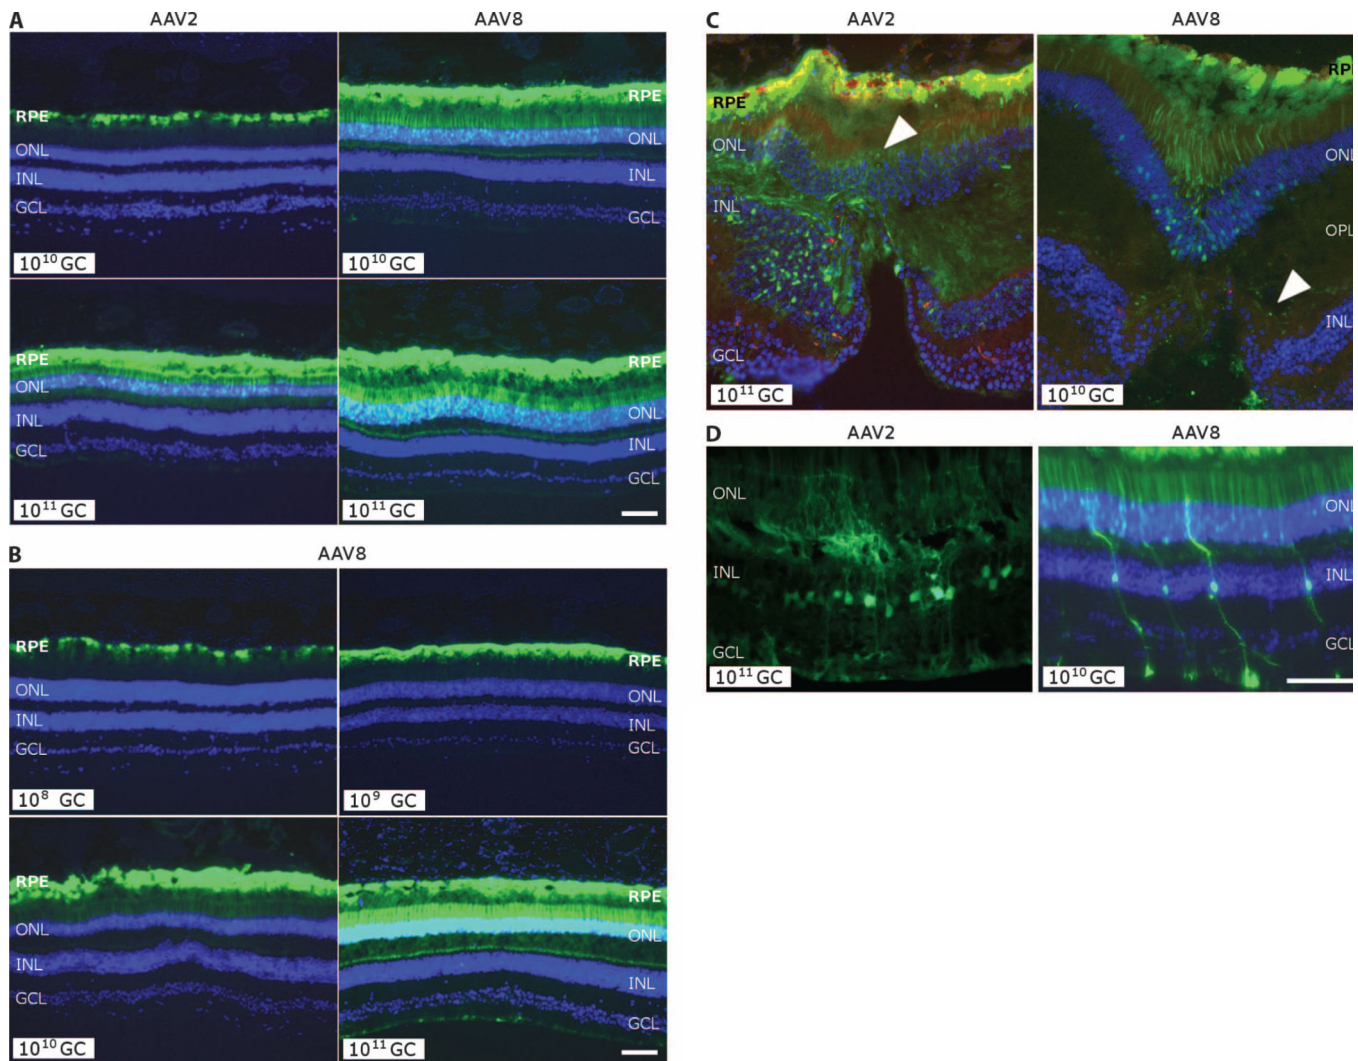 A
AAV2
AAV8
RPE
ONL
INL
GCL
10¹⁰ GC
RPE
ONL
INL
GCL
10¹⁰ GC
RPE
ONL
INL
GCL
10¹¹ GC
RPE
ONL
INL
GCL
10¹¹ GC
B
AAV8
RPE
ONL
INL
GCL
10⁸ GC
RPE
ONL
INL
GCL
10⁹ GC
RPE
ONL
INL
GCL
10¹⁰ GC
RPE
ONL
INL
GCL
10¹¹ GC
C
AAV2
AAV8
RPE
ONL
INL
GCL
10¹¹ GC
RPE
ONL
OPL
INL
10¹⁰ GC
D
AAV2
AAV8
ONL
INL
GCL
10¹¹ GC
ONL
INL
GCL
10¹⁰ GC